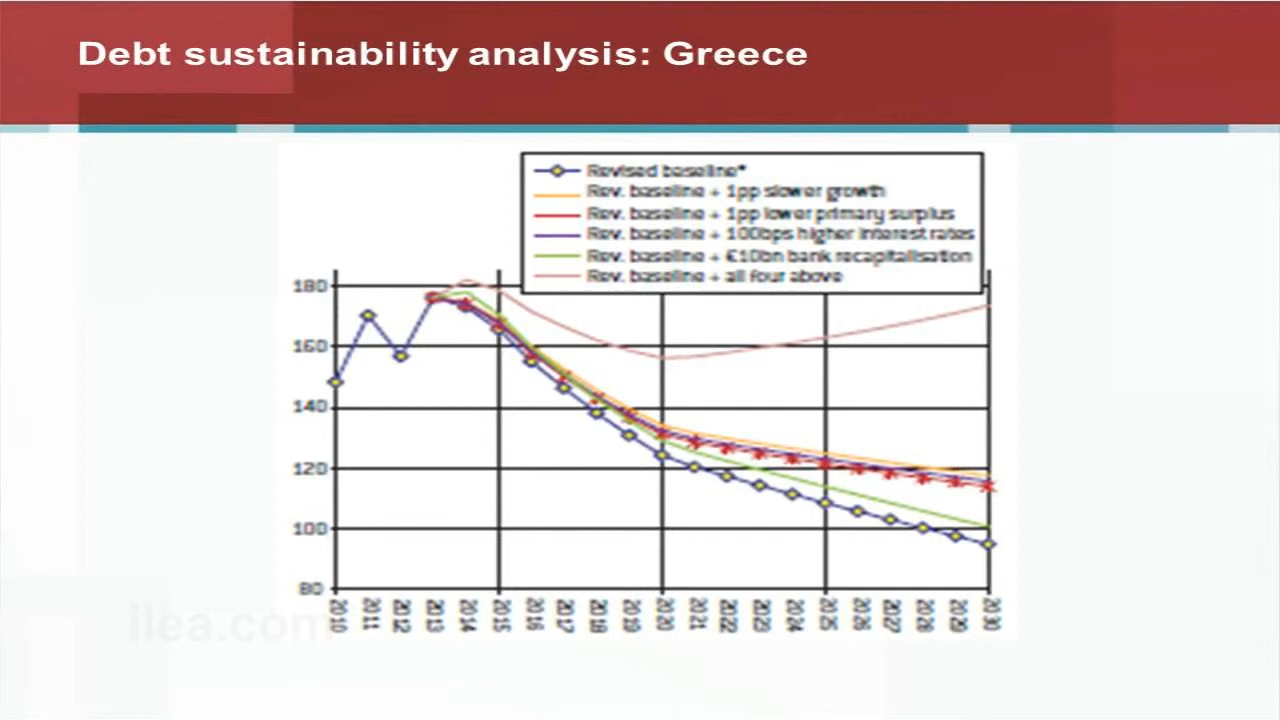 Debt sustainability analysis: Greece
Revised baseline*
Rev. baseline + 1pp slower growth
Rev. baseline + 1pp lower primary surplus
Rev. baseline + 100bps higher interest rates
Rev. baseline + €10bn bank recapitalisation
Rev. baseline + all four above
180
160
140
120
100
80
2010 2011 2012 2013 2014 2015 2016 2017 2018 2019 2020 2021 2022 2023 2024 2025 2026 2027 2028 2029 2030
ilea.com